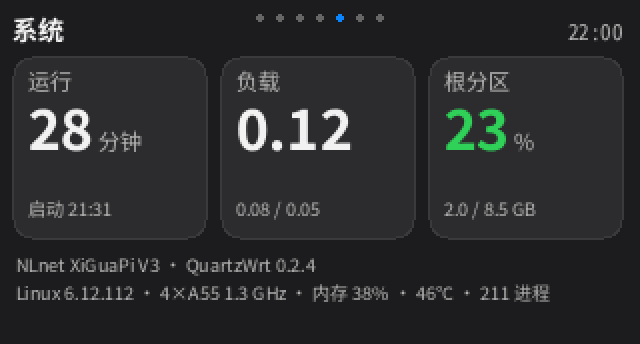 系统
22:00
运行
28 分钟
启动 21:31
负载
0.12
0.08 / 0.05
根分区
23 %
2.0 / 8.5 GB
NLnet XiGuaPi V3 · QuartzWrt 0.2.4
Linux 6.12.112 · 4×A55 1.3 GHz · 内存 38% · 46°C · 211 进程